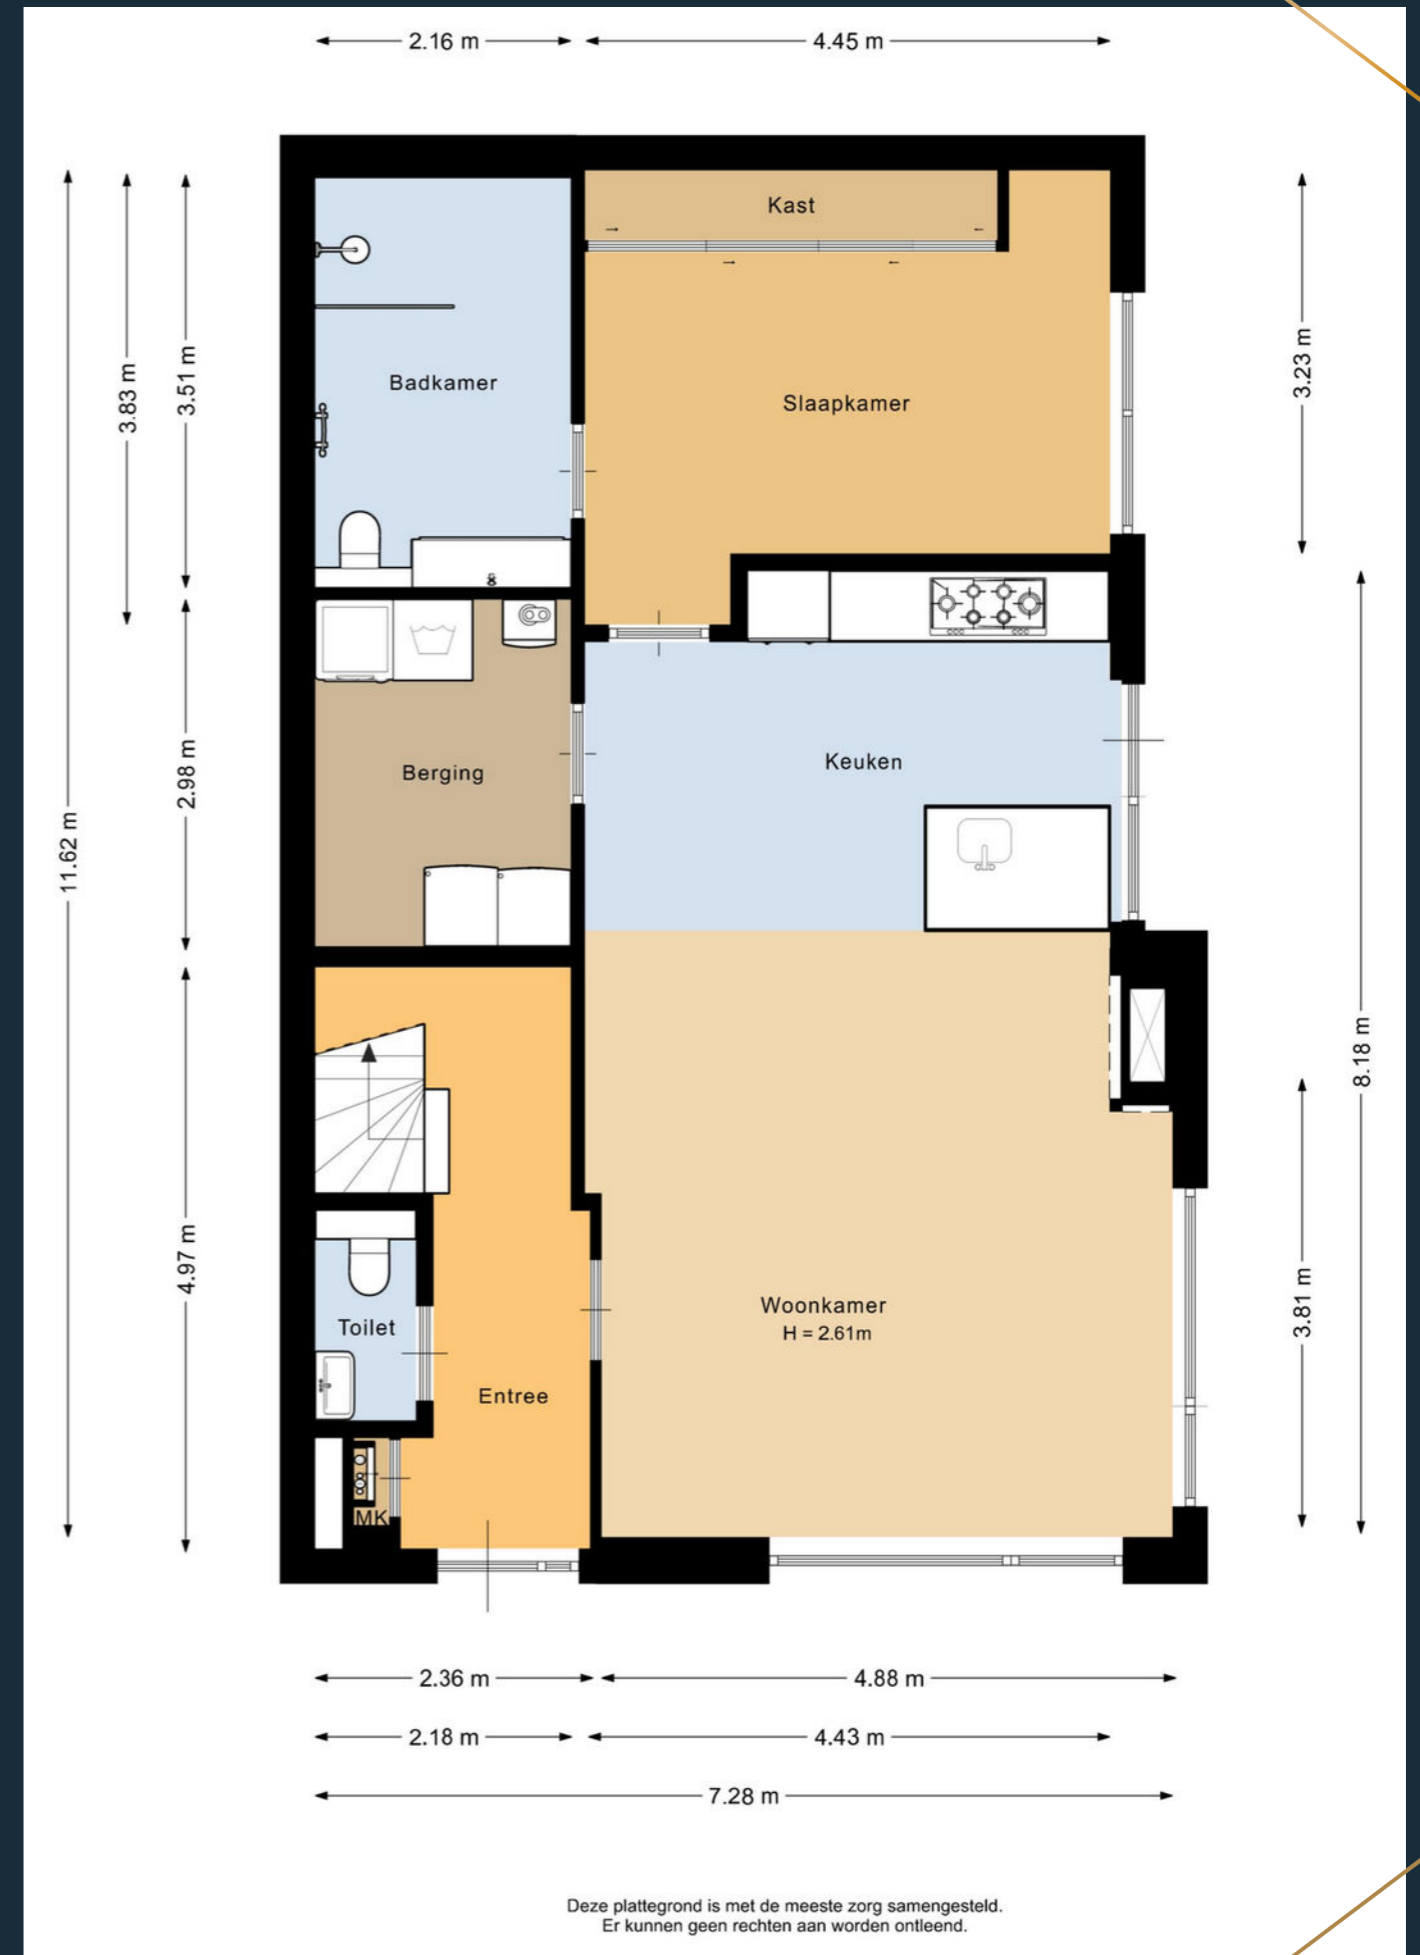 2.16 m
4.45 m
Kast
Badkamer
Slaapkamer
3.83 m
3.51 m
3.23 m
Keuken
Berging
2.98 m
11.62 m
8.18 m
4.97 m
3.81 m
Woonkamer
H = 2.61m
Toilet
Entree
MK
2.36 m
4.88 m
2.18 m
4.43 m
7.28 m
Deze plattegrond is met de meeste zorg samengesteld.
Er kunnen geen rechten aan worden ontleend.